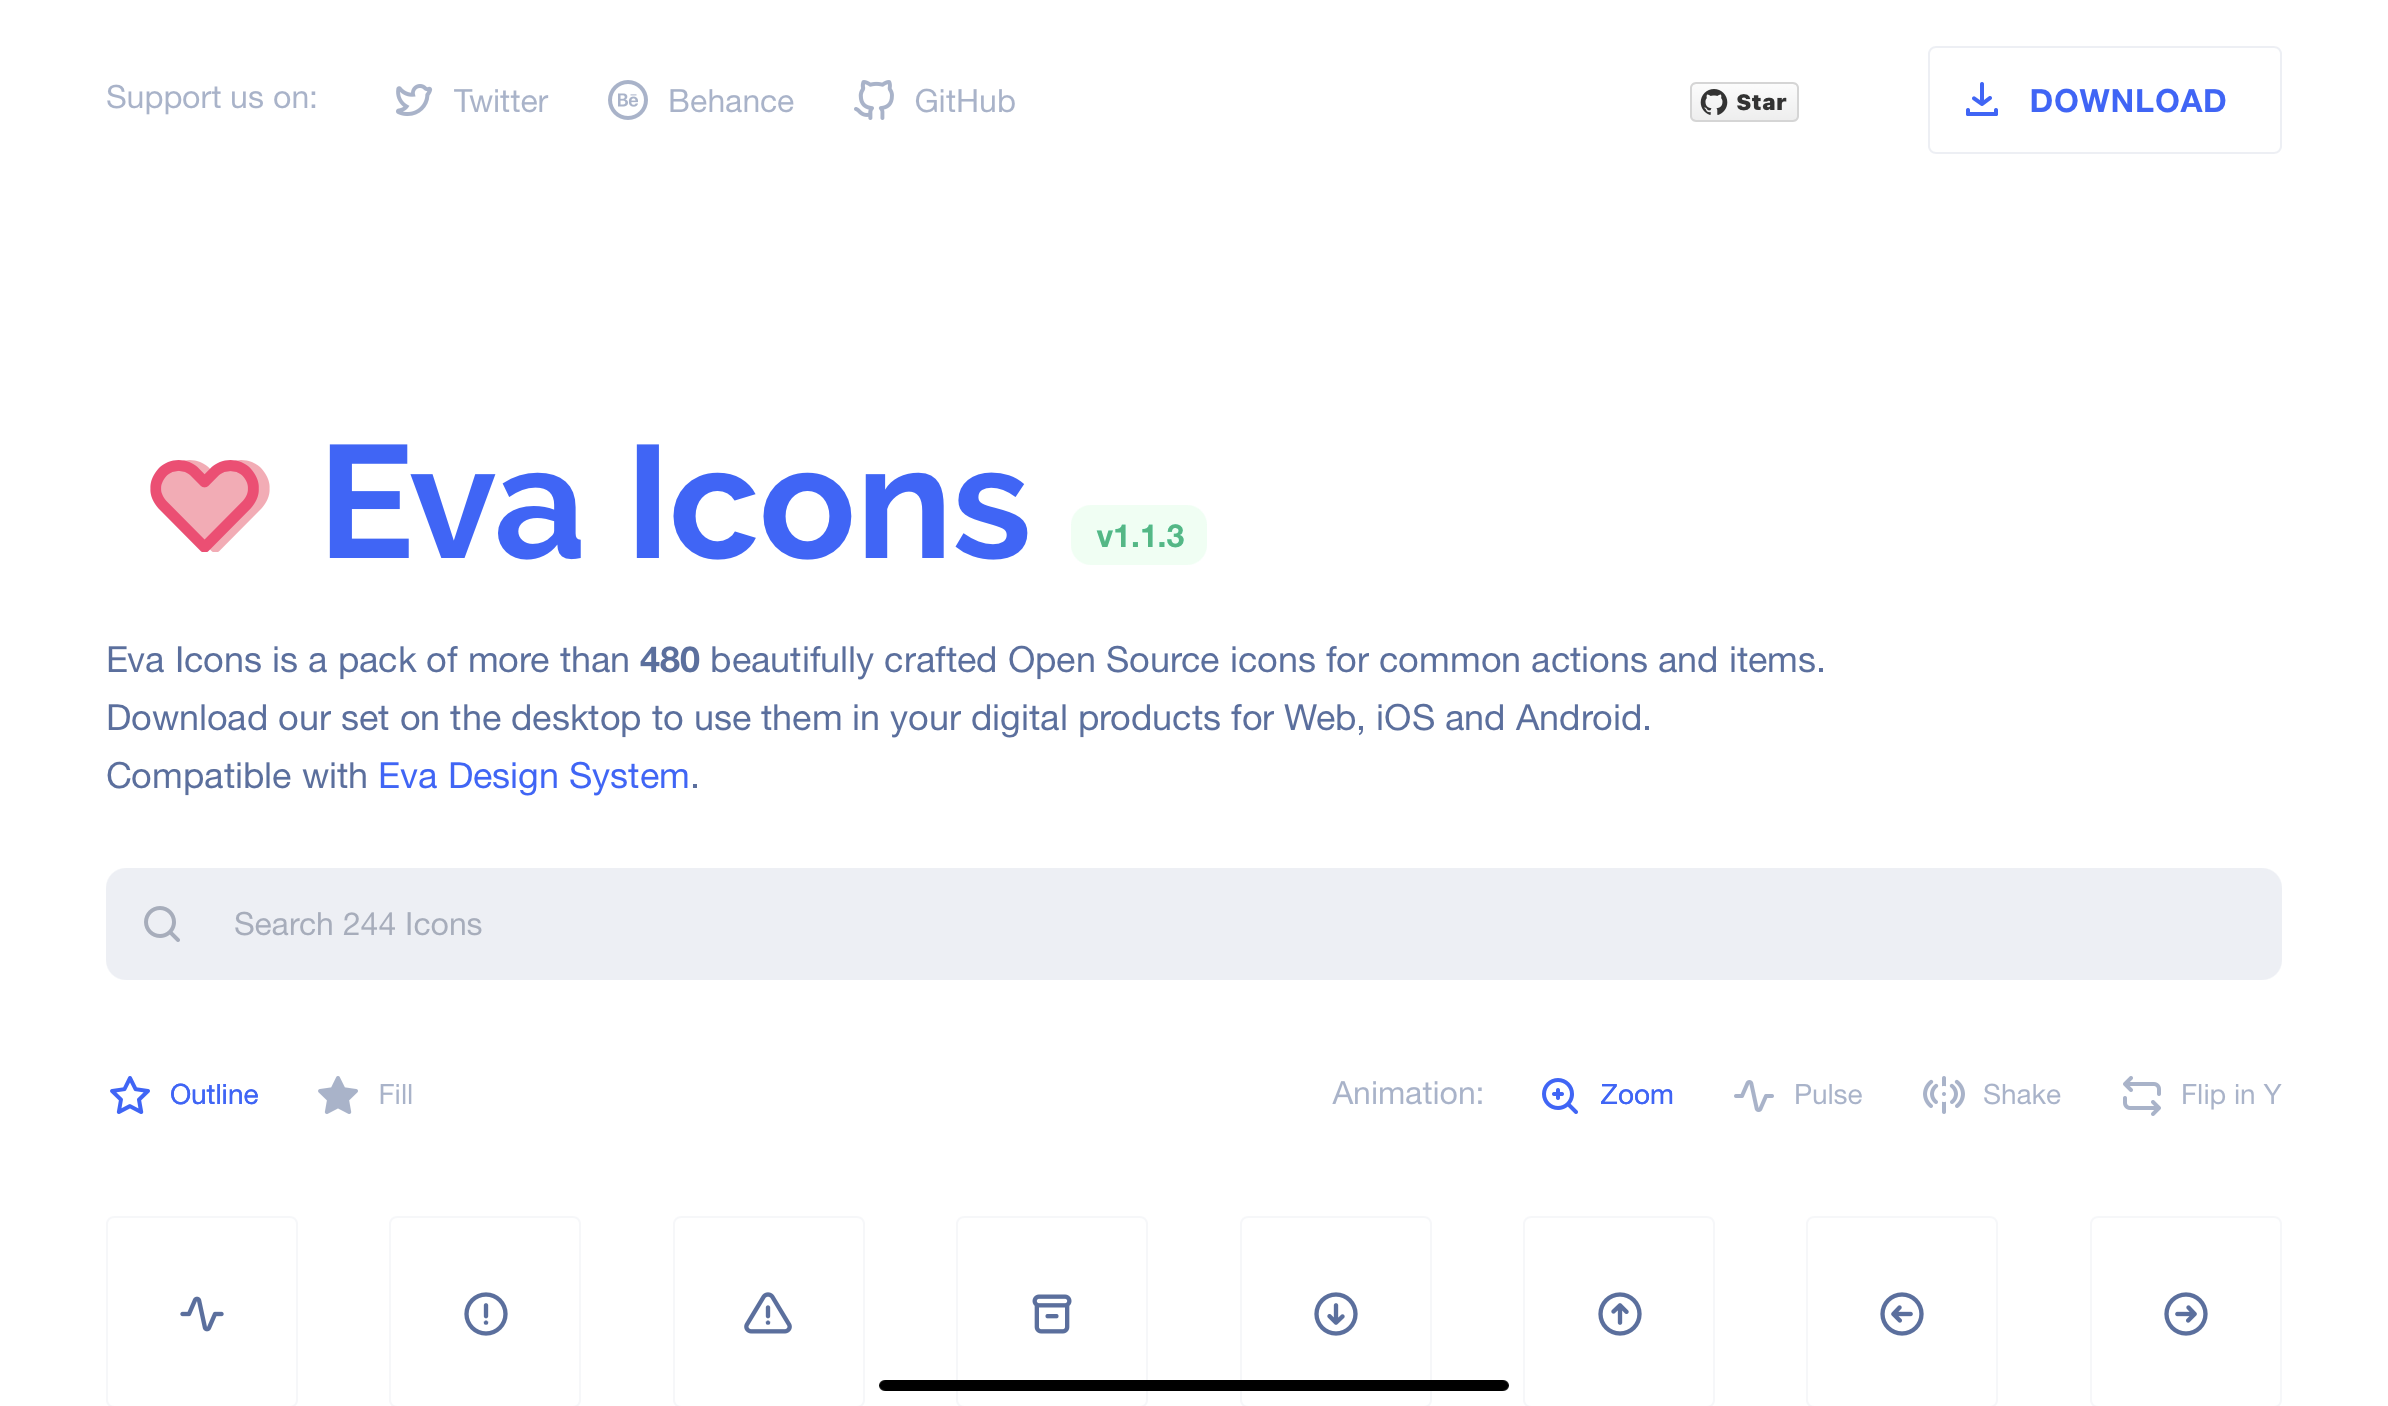 Support us on: Twitter Behance GitHub Star DOWNLOAD
Eva Icons v1.1.3
Eva Icons is a pack of more than 480 beautifully crafted Open Source icons for common actions and items.
Download our set on the desktop to use them in your digital products for Web, iOS and Android.
Compatible with Eva Design System.
Search 244 Icons
Outline Fill Animation: Zoom Pulse Shake Flip in Y